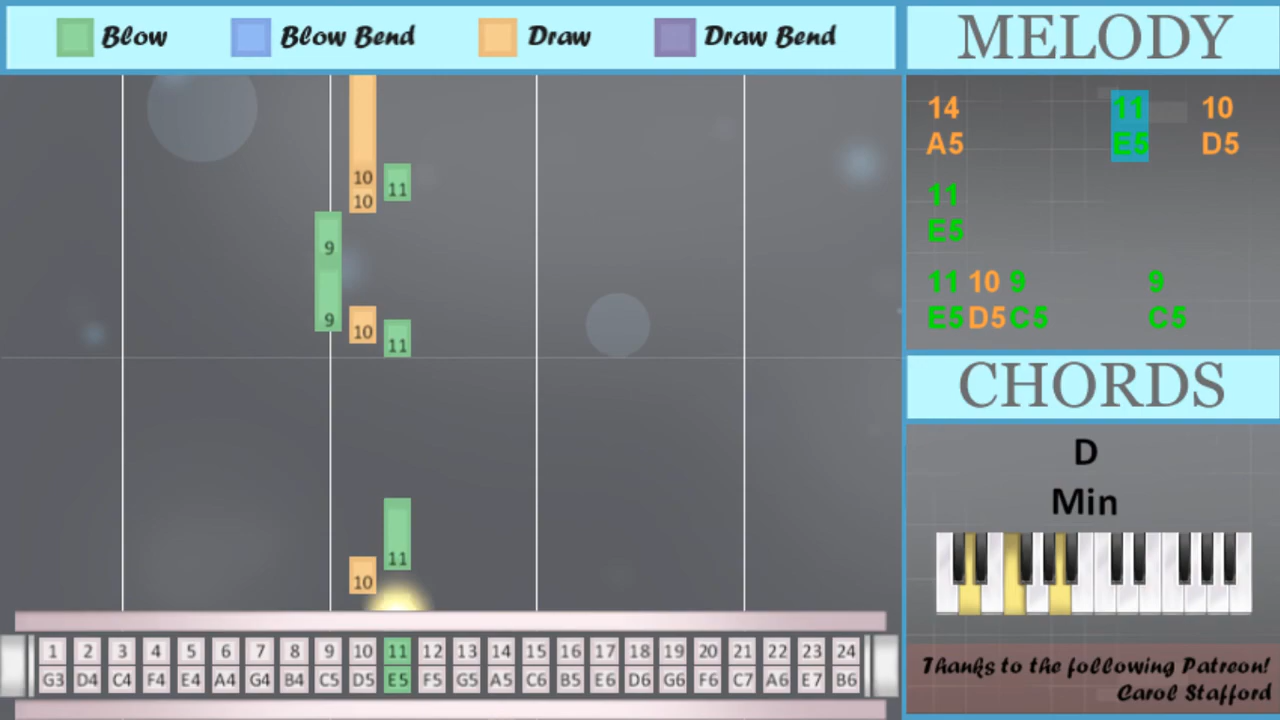 Blow Blow Bend Draw Draw Bend
MELODY
14 11 10
A5 E5 D5
11
E5
11 10 9 9
E5 D5 C5 C5
CHORDS
D
Min
10 11
10
9
9 10 11
11
10
1 2 3 4 5 6 7 8 9 10 11 12 13 14 15 16 17 18 19 20 21 22 23 24
G3 D4 C4 F4 E4 A4 G4 B4 C5 D5 E5 F5 G5 A5 C6 B5 E6 D6 G6 F6 C7 A6 E7 B6
Thanks to the following Patreon!
Carol Stafford